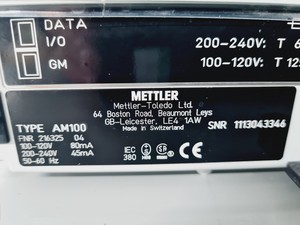 DATA
I/O
200-240V: T 6
GM
100-120V: T 125
METTLER
Mettler-Toledo Ltd.
64 Boston Road, Beaumont Leys
GB-Leicester, LE4 1AW
Made in Switzerland
SNR 1113043346
TYPE AM100
FNR 216325 04
100-120V 80mA
200-240V 45mA
50-60 Hz
IEC
380